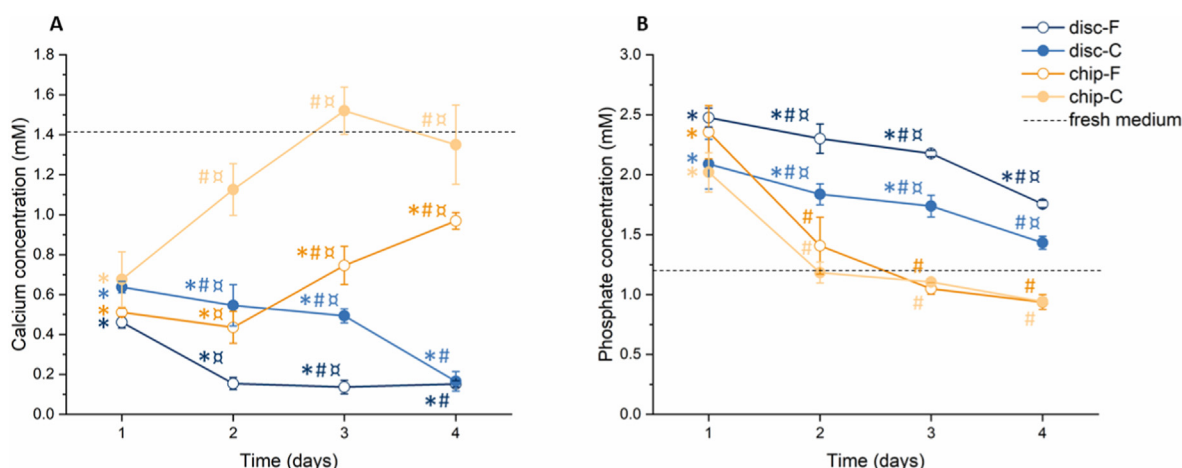 A
Calcium concentration (mM)
1.8
1.6
1.4
1.2
1.0
0.8
0.6
0.4
0.2
0.0
* * * *
*¤ *¤ *#¤ #¤
*#¤ *#¤ *#¤ #¤
*# *# *#¤ #¤
1 2 3 4
Time (days)
B
Phosphate concentration (mM)
3.0
2.5
2.0
1.5
1.0
0.5
0.0
* * * *
*#¤ *#¤ # #
*#¤ *#¤ # #
*#¤ #¤ # #
1 2 3 4
Time (days)
disc-F
disc-C
chip-F
chip-C
fresh medium